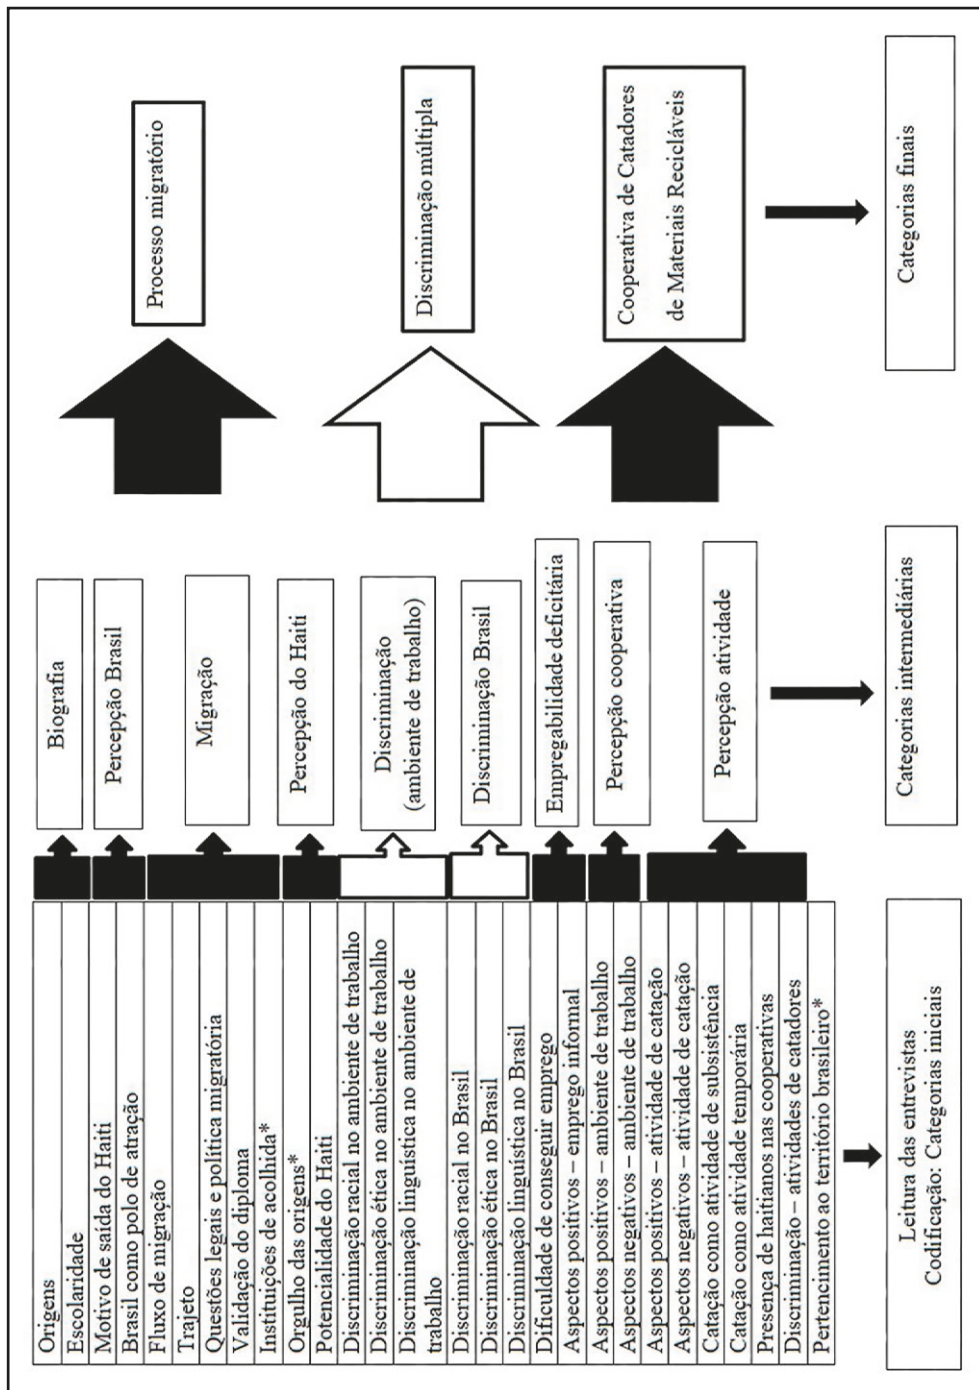 Origens
Escolaridade
Motivo de saída do Haiti
Brasil como polo de atração
Fluxo de migração
Trajeto
Questões legais e política migratória
Validação do diploma
Instituições de acolhida*
Orgulho das origens*
Potencialidade do Haiti
Discriminação racial no ambiente de trabalho
Discriminação ética no ambiente de trabalho
Discriminação linguística no ambiente de
trabalho
Discriminação racial no Brasil
Discriminação ética no Brasil
Discriminação linguística no Brasil
Dificuldade de conseguir emprego
Aspectos positivos – emprego informal
Aspectos positivos – ambiente de trabalho
Aspectos negativos – ambiente de trabalho
Aspectos positivos – atividade de catação
Aspectos negativos – atividade de catação
Catação como atividade de subsistência
Catação como atividade temporária
Presença de haitianos nas cooperativas
Discriminação – atividades de catadores
Pertencimento ao território brasileiro*
Leitura das entrevistas
Codificação: Categorias iniciais
Biografia
Percepção Brasil
Migração
Percepção do Haiti
Discriminação
(ambiente de trabalho)
Discriminação Brasil
Empregabilidade deficitária
Percepção cooperativa
Percepção atividade
Categorias intermediárias
Processo migratório
Discriminação múltipla
Cooperativa de Catadores
de Materiais Recicláveis
Categorias finais